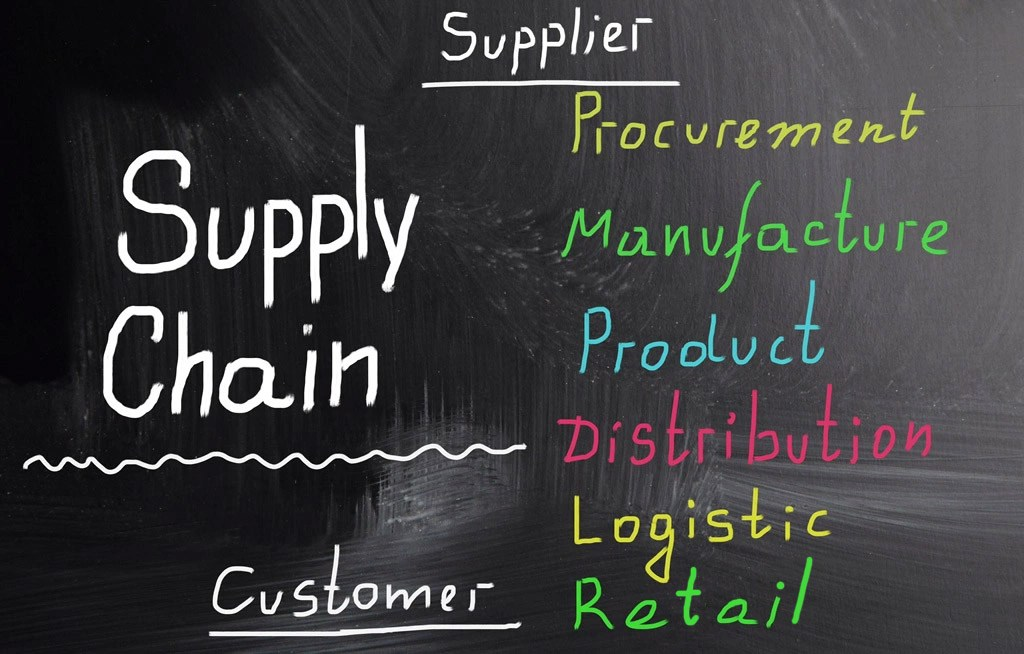 Supplier
Procurement
Manufacture
Supply
Chain
Product
Distribution
Logistic
Customer
Retail